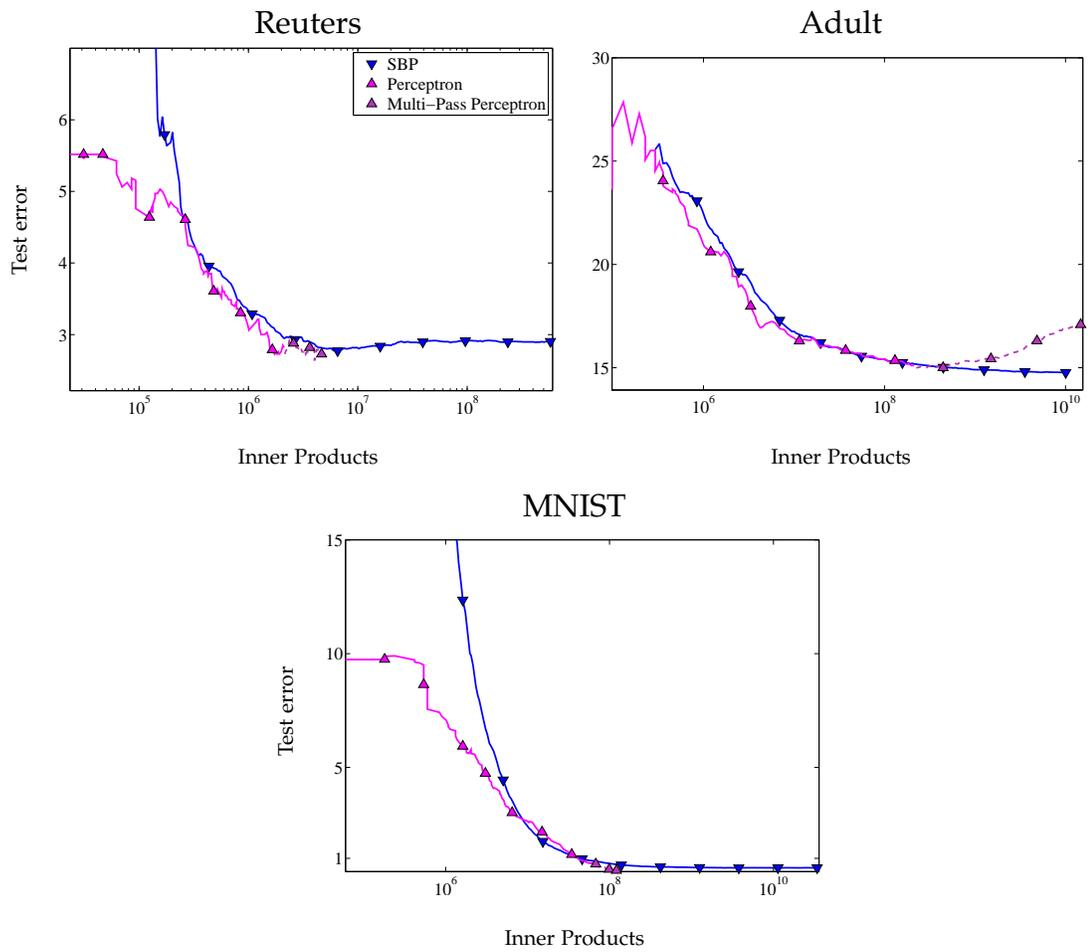 Reuters
Test error
6
5
4
3
SBP
Perceptron
Multi−Pass Perceptron
10^5
10^6
10^7
10^8
Inner Products
Adult
30
25
20
15
10^6
10^8
10^10
Inner Products
MNIST
Test error
15
10
5
1
10^6
10^8
10^10
Inner Products